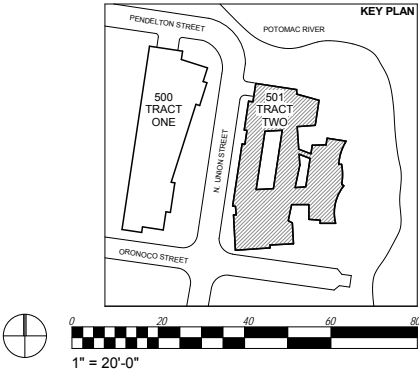 KEY PLAN
PENDELTON STREET
POTOMAC RIVER
500
TRACT
ONE
501
TRACT
TWO
N. UNION STREET
ORONOCO STREET
0 20 40 60 80
1" = 20'-0"